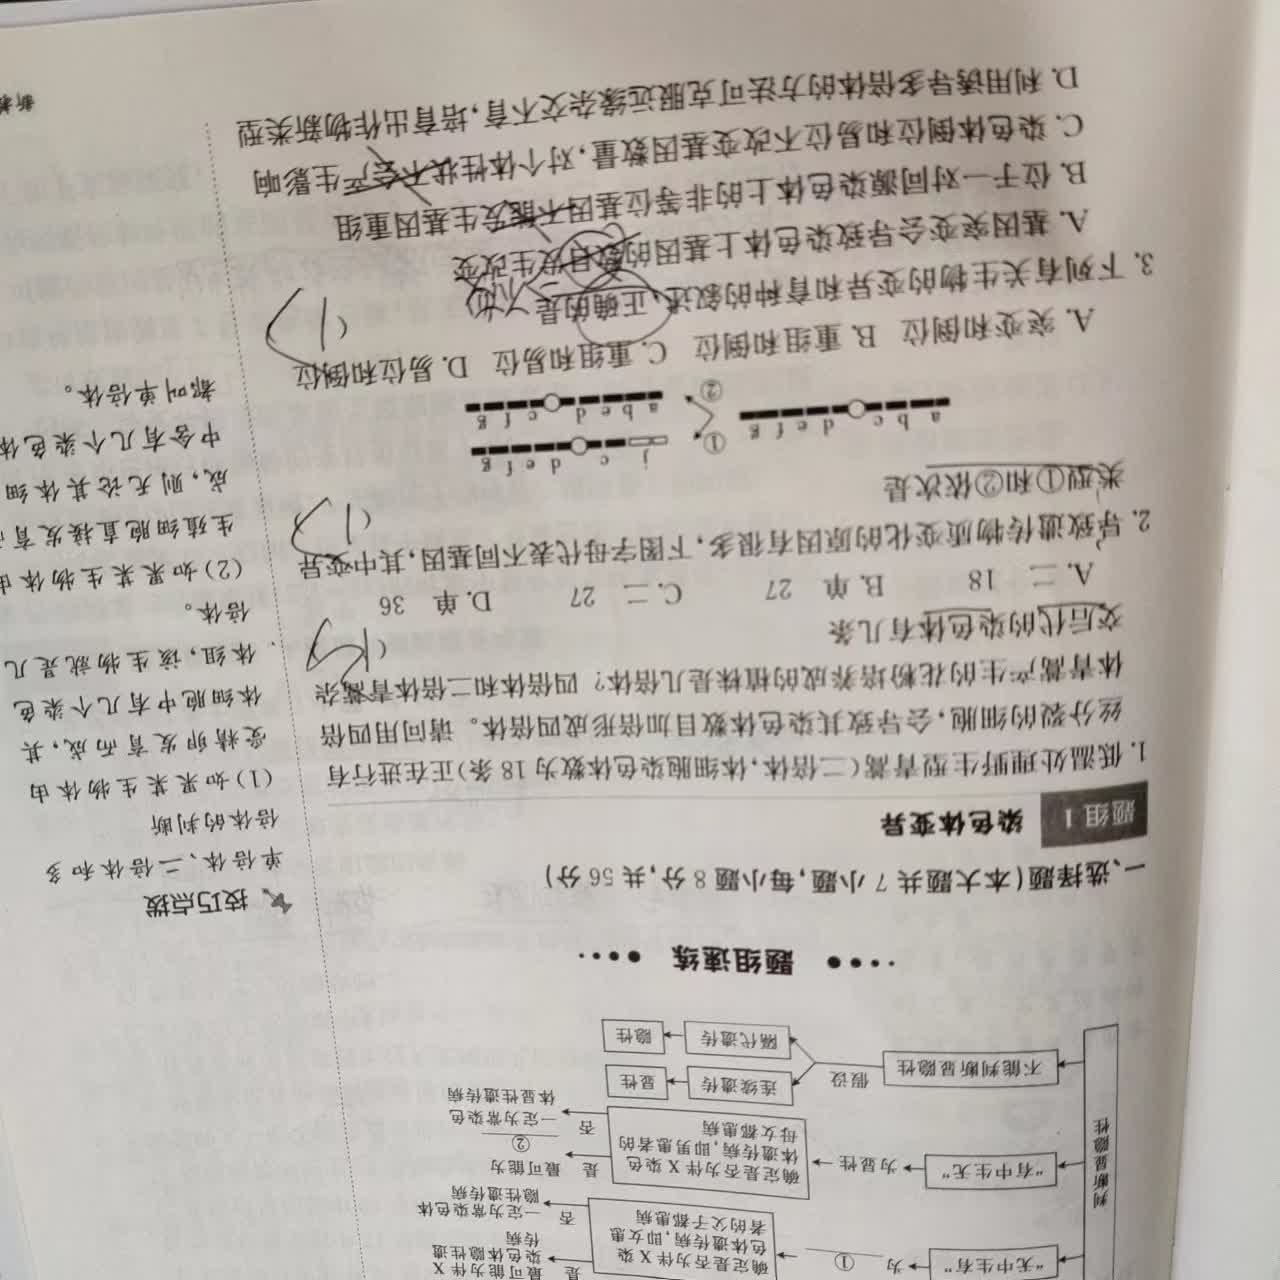 “无中生有”
为
①
确定是否为伴X染
色体遗传病,即女患
者的父子都患病
是
最可能为伴X
染色体隐性遗
传
否
一定为常染色体
隐性遗传病
判断显隐性
“有中生无”
为显性
确定是否为伴X染色
体遗传病,即男患者的
母女都患病
是
最可能为
②
否
一定为常染色
体显性遗传病
不能判断显隐性
假设
连续遗传
显性
隔代遗传
隐性
题组速练
一、选择题(本大题共7小题,每小题8分,共56分)
题组1 染色体变异
1. 低温处理野生型青蒿(二倍体,体细胞染色体数为18条)正在进行有
丝分裂的细胞,会导致其染色体数目加倍形成四倍体。请问用四倍
体青蒿产生的花粉培养成的植株是几倍体?四倍体和二倍体青蒿杂
交后代的染色体有几条
( )
A. 二 18 B. 单 27 C. 二 27 D. 单 36
2. 导致遗传物质变化的原因有很多,下图字母代表不同基因,其中变异
类型①和②依次是
( )
a b c d e f g
①
j c d e f g
②
a b e d c f g
A. 突变和倒位 B. 重组和倒位 C. 重组和易位 D. 易位和倒位
3. 下列有关生物的变异和育种的叙述,正确的是
( )
A. 基因突变会导致染色体上基因的数目发生改变
B. 位于一对同源染色体上的非等位基因不能发生基因重组
C. 染色体倒位和易位不改变基因数量,对个体性状不会产生影响
D. 利用诱导多倍体的方法可克服远缘杂交不育,培育出作物新类型
技巧点拨
单倍体、二倍体和多
倍体的判断
(1)如果某生物体由
受精卵发育而成,其
体细胞中有几个染色
体组,该生物就是几
倍体。
(2)如果某生物体由
生殖细胞直接发育
成,则无论其体细
中含有几个染色体
都叫单倍体。
新